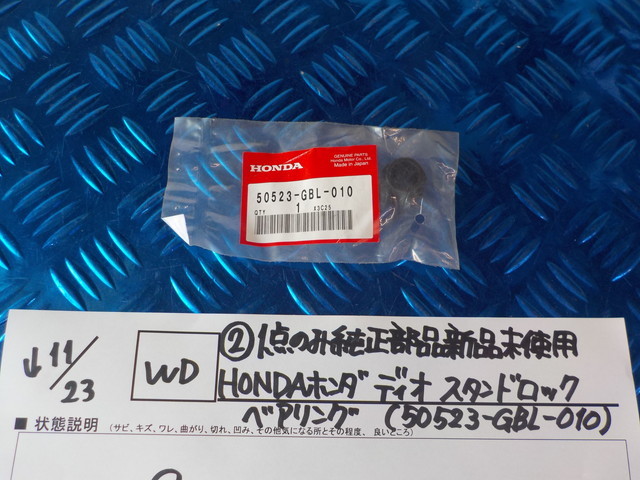 GENUINE PARTS
Honda Motor Co., Ltd.
Made in Japan
HONDA
50523-GBL-010
QTY 1 X3C25
↓11/23
WD
②1点のみ純正部品新品未使用
HONDAホンダ ディオ スタンドロック
ベアリング (50523-GBL-010)
■ 状態説明 (サビ、キズ、ワレ、曲がり、切れ、凹み、その他気になる所とその程度、良いところ)